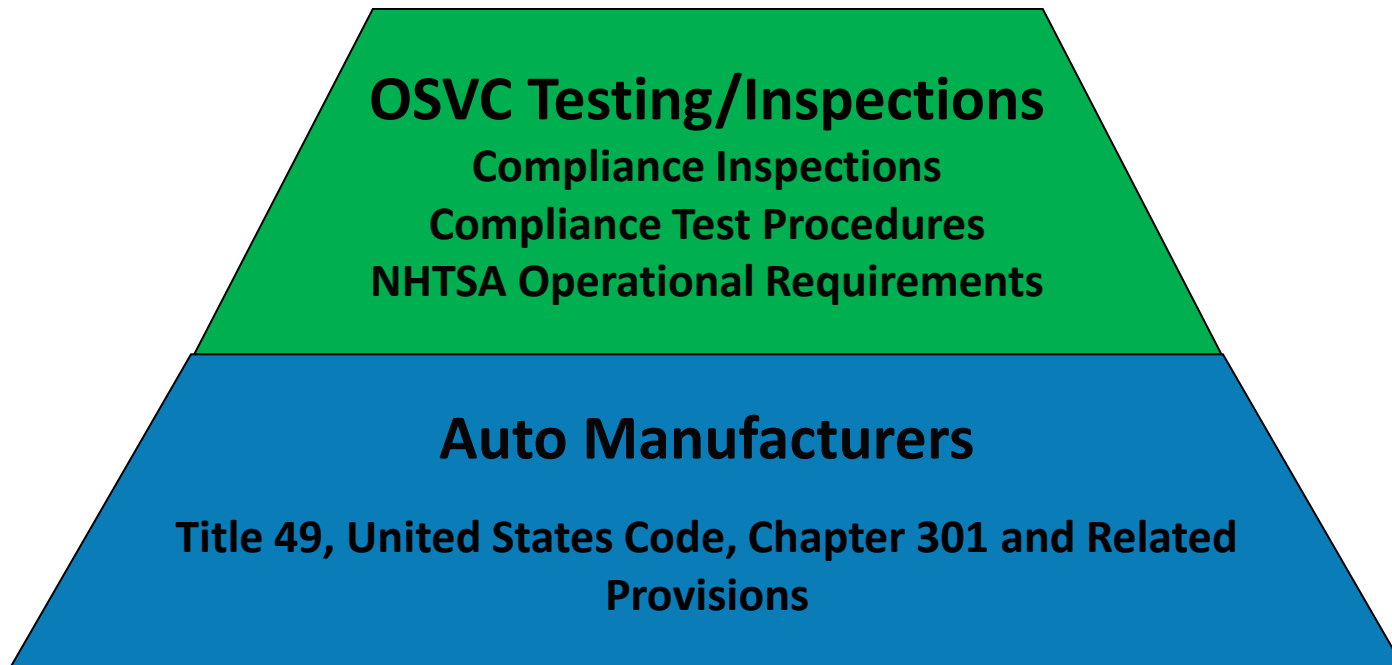 OSVC Testing/Inspections
Compliance Inspections
Compliance Test Procedures
NHTSA Operational Requirements
Auto Manufacturers
Title 49, United States Code, Chapter 301 and Related
Provisions